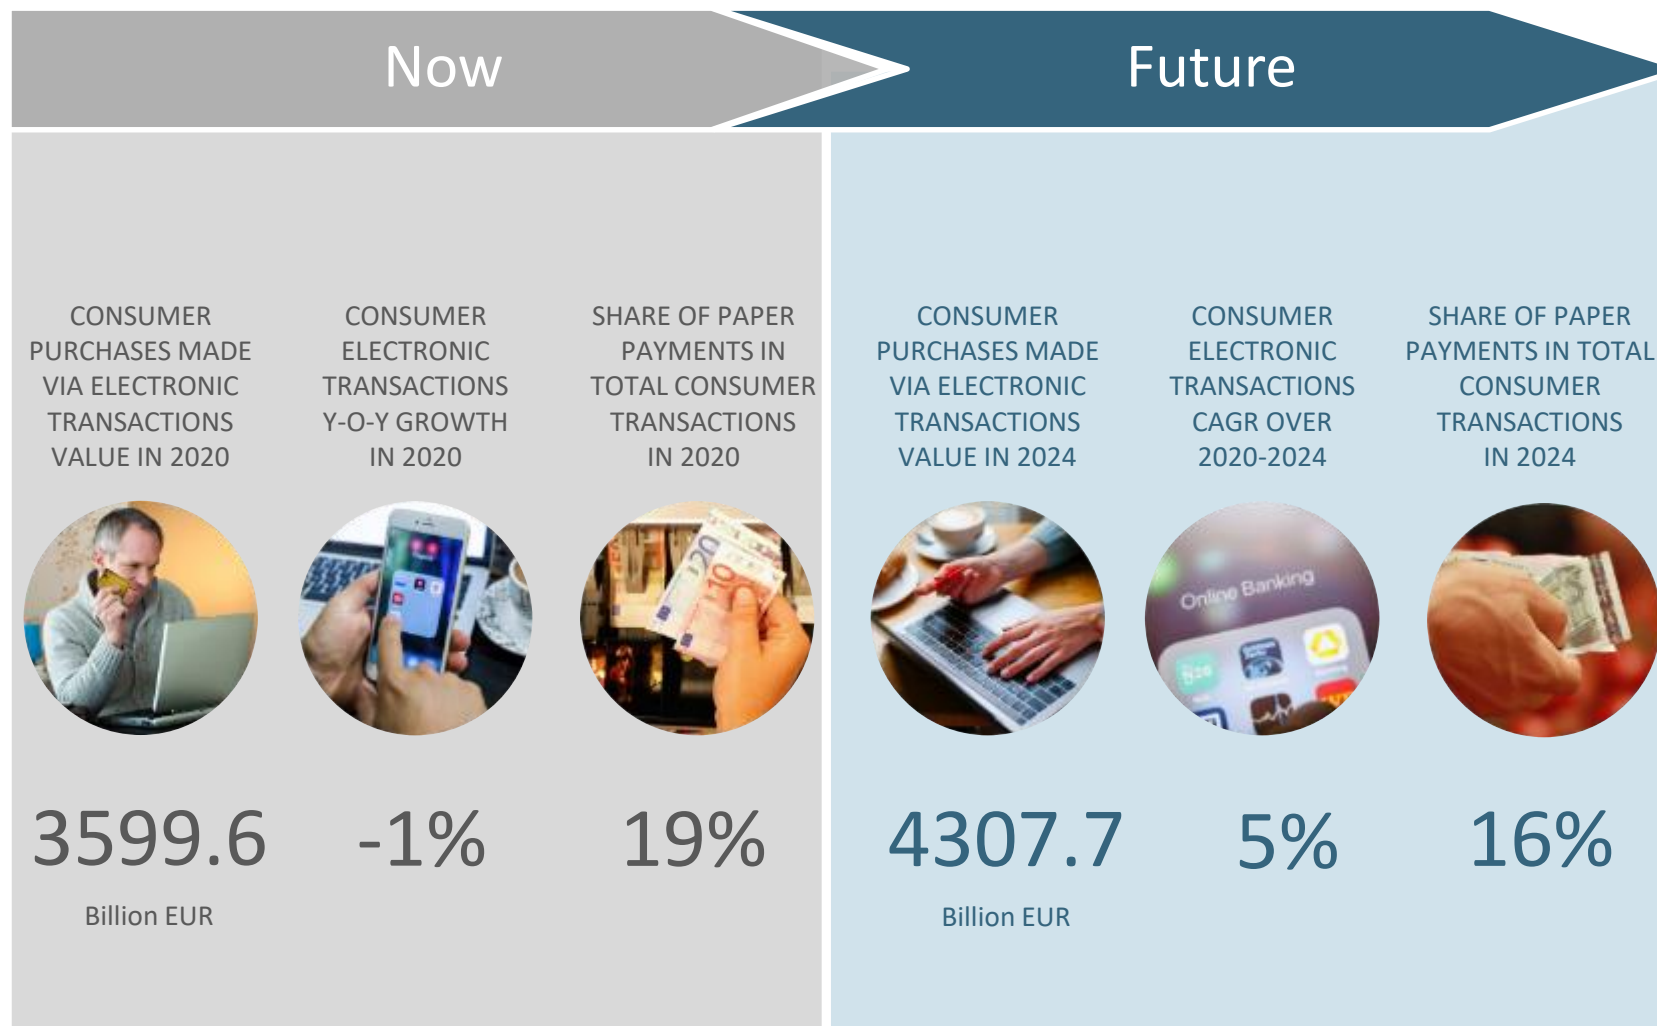 Now
Future
CONSUMER
PURCHASES MADE
VIA ELECTRONIC
TRANSACTIONS
VALUE IN 2020
CONSUMER
ELECTRONIC
TRANSACTIONS
Y-O-Y GROWTH
IN 2020
SHARE OF PAPER
PAYMENTS IN
TOTAL CONSUMER
TRANSACTIONS
IN 2020
CONSUMER
PURCHASES MADE
VIA ELECTRONIC
TRANSACTIONS
VALUE IN 2024
CONSUMER
ELECTRONIC
TRANSACTIONS
CAGR OVER
2020-2024
SHARE OF PAPER
PAYMENTS IN TOTAL
CONSUMER
TRANSACTIONS
IN 2024
20
10
Online Banking
N26
3599.6
-1%
19%
4307.7
5%
16%
Billion EUR
Billion EUR